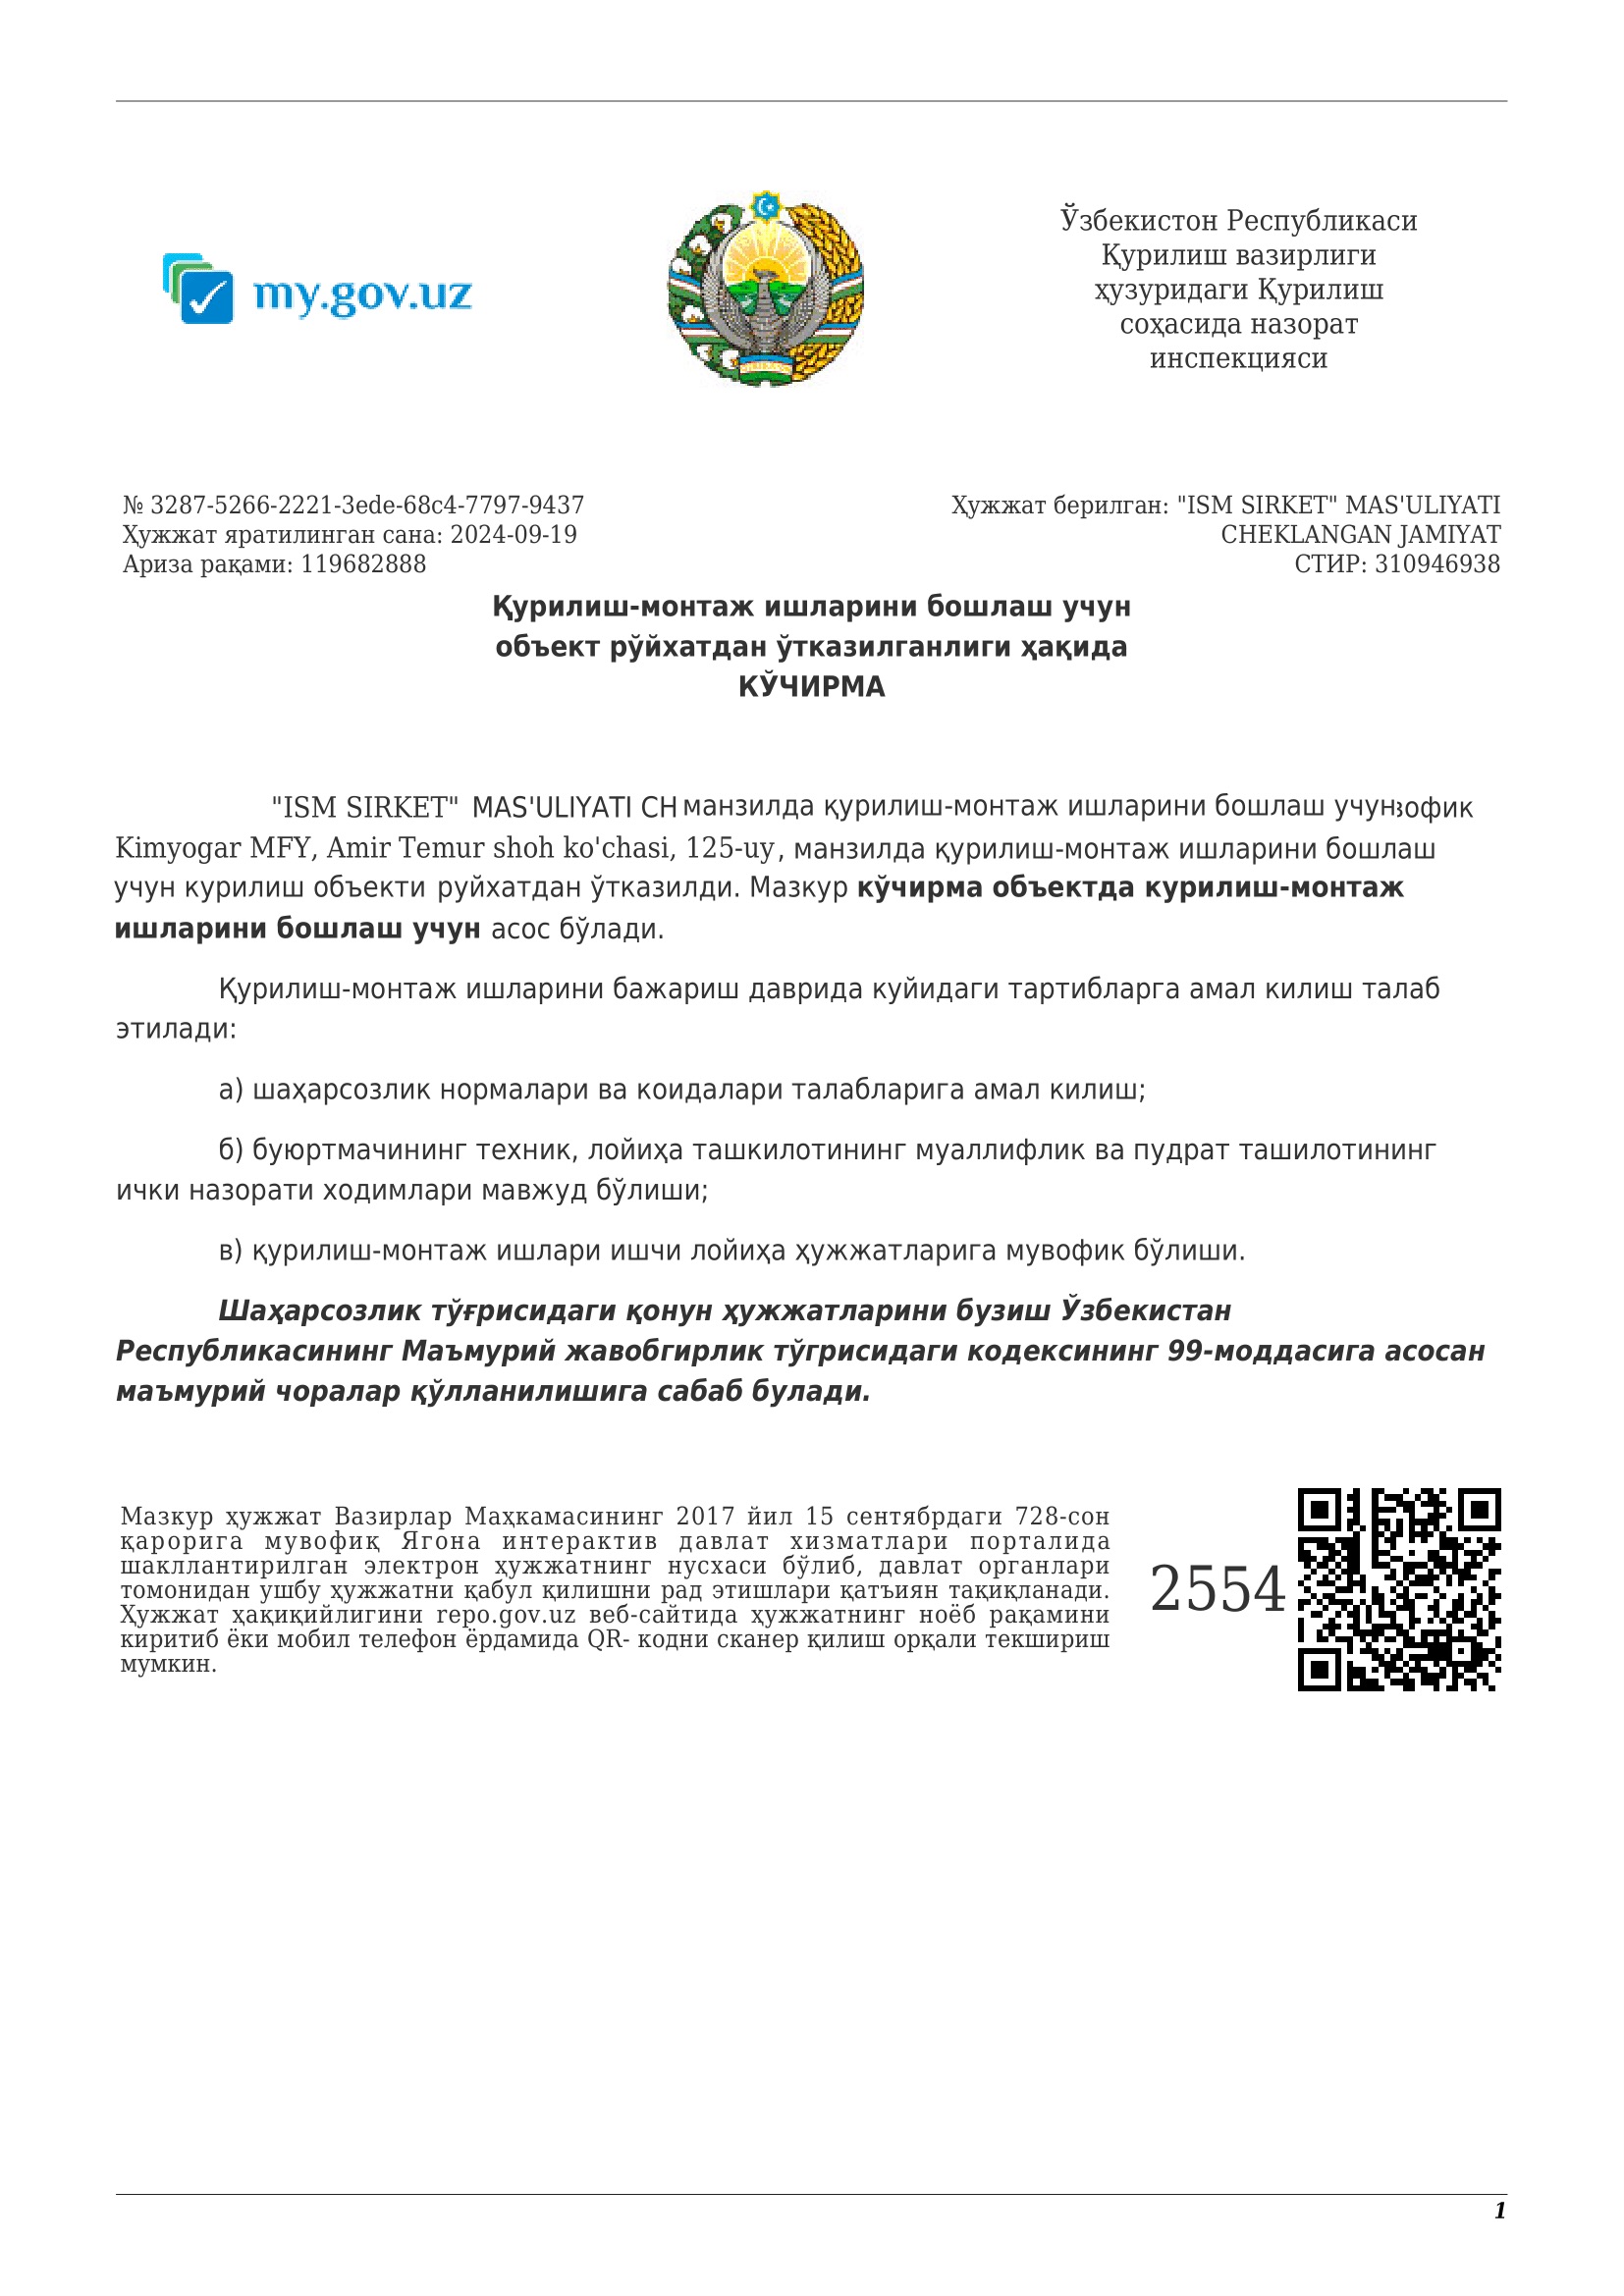 my.gov.uz
Ўзбекистон Республикаси
Қурилиш вазирлиги
ҳузуридаги Қурилиш
соҳасида назорат
инспекцияси
№ 3287-5266-2221-3ede-68c4-7797-9437
Ҳужжат яратилинган сана: 2024-09-19
Ариза рақами: 119682888
Ҳужжат берилган: "ISM SIRKET" MAS'ULIYATI
CHEKLANGAN JAMIYAT
СТИР: 310946938
Қурилиш-монтаж ишларини бошлаш учун
объект рўйхатдан ўтказилганлиги ҳақида
КЎЧИРМА
"ISM SIRKET" MAS'ULIYATI CH манзилда қурилиш-монтаж ишларини бошлаш учун
Kimyogar MFY, Amir Temur shoh ko'chasi, 125-uy, манзилда қурилиш-монтаж ишларини бошлаш
учун курилиш объекти руйхатдан ўтказилди. Мазкур кўчирма объектда курилиш-монтаж
ишларини бошлаш учун асос бўлади.
Қурилиш-монтаж ишларини бажариш даврида куйидаги тартибларга амал килиш талаб
этилади:
а) шаҳарсозлик нормалари ва коидалари талабларига амал килиш;
б) буюртмачининг техник, лойиҳа ташкилотининг муаллифлик ва пудрат ташилотининг
ички назорати ходимлари мавжуд бўлиши;
в) қурилиш-монтаж ишлари ишчи лойиҳа ҳужжатларига мувофик бўлиши.
Шаҳарсозлик тўғрисидаги қонун ҳужжатларини бузиш Ўзбекистан
Республикасининг Маъмурий жавобгирлик тўгрисидаги кодексининг 99-моддасига асосан
маъмурий чоралар қўлланилишига сабаб булади.
Мазкур ҳужжат Вазирлар Маҳкамасининг 2017 йил 15 сентябрдаги 728-сон
қарорига мувофиқ Ягона интерактив давлат хизматлари порталида
шакллантирилган электрон ҳужжатнинг нусхаси бўлиб, давлат органлари
томонидан ушбу ҳужжатни қабул қилишни рад этишлари қатъиян тақиқланади.
Ҳужжат ҳақиқийлигини repo.gov.uz веб-сайтида ҳужжатнинг ноёб рақамини
киритиб ёки мобил телефон ёрдамида QR- кодни сканер қилиш орқали текшириш
мумкин.
2554
1